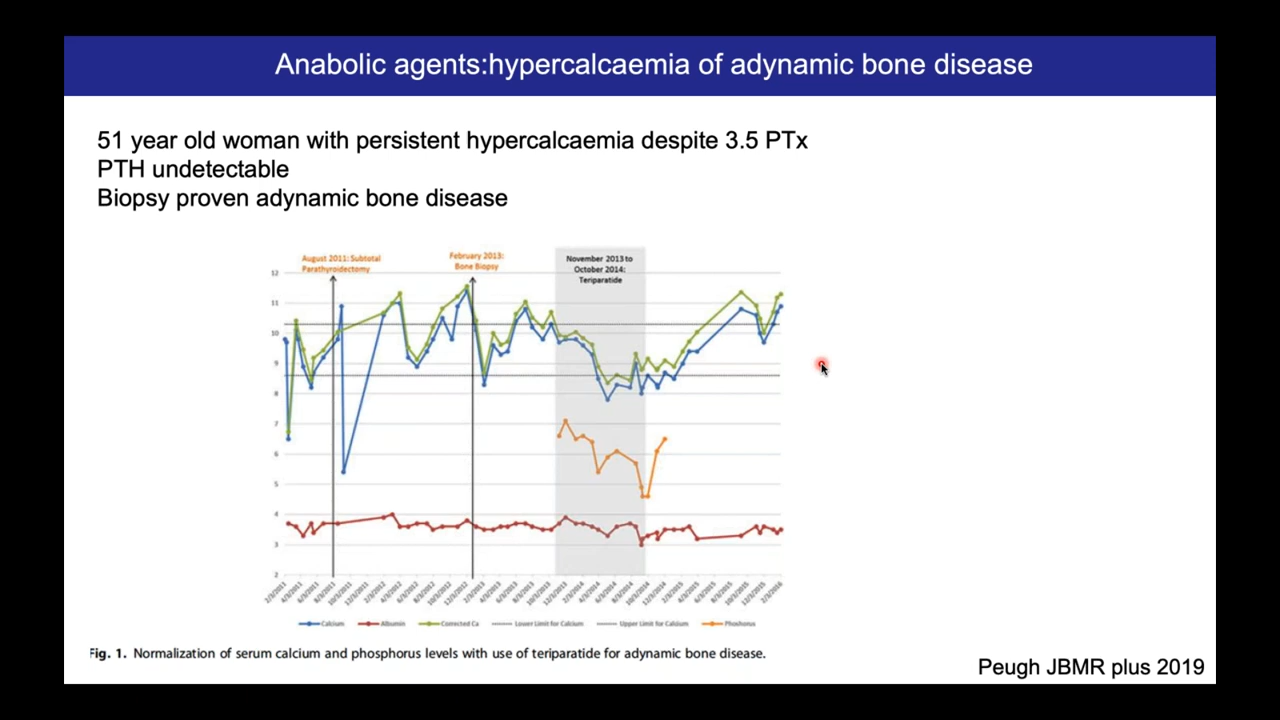 Anabolic agents:hypercalcaemia of adynamic bone disease
51 year old woman with persistent hypercalcaemia despite 3.5 PTx
PTH undetectable
Biopsy proven adynamic bone disease
August 2011: Subtotal
Parathyroidectomy
February 2013:
Bone Biopsy
November 2013 to
October 2014:
Teriparatide
12
11
10
9
8
7
6
5
4
3
2
Calcium
Albumin
Corrected Ca
Lower Limit for Calcium
Upper Limit for Calcium
Phoshorus
Fig. 1. Normalization of serum calcium and phosphorus levels with use of teriparatide for adynamic bone disease.
Peugh JBMR plus 2019